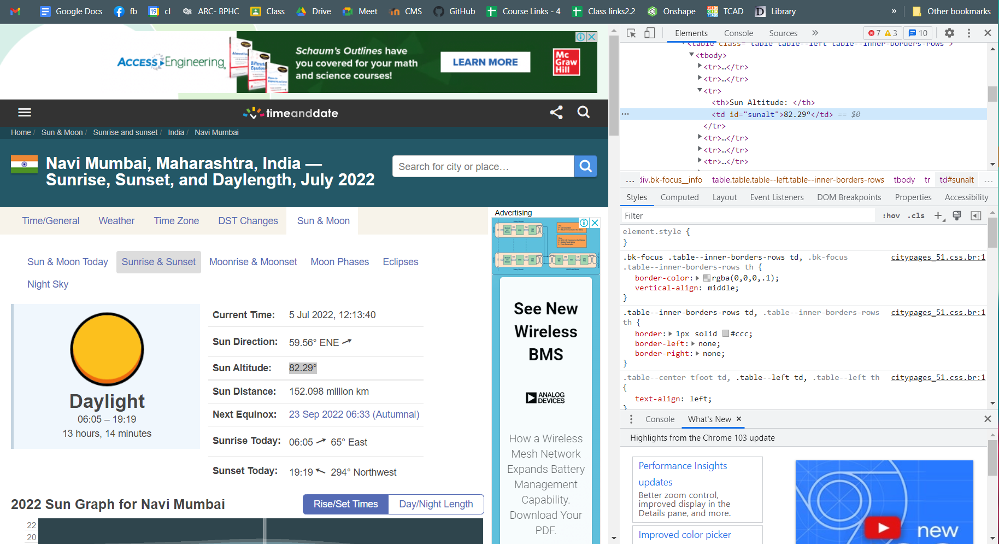 Google Docs fb cl ARC- BPHC Class Drive Meet CMS GitHub Course Links - 4 Class links2.2 Onshape TCAD Library » Other bookmarks
ACCESS Engineering
Schaum's Outlines have
you covered for your math
and science courses!
LEARN MORE
Mc
Graw
Hill
timeanddate
Home / Sun & Moon / Sunrise and sunset / India / Navi Mumbai
Navi Mumbai, Maharashtra, India —
Sunrise, Sunset, and Daylength, July 2022
Search for city or place...
Time/General Weather Time Zone DST Changes Sun & Moon
Sun & Moon Today Sunrise & Sunset Moonrise & Moonset Moon Phases Eclipses
Night Sky
Daylight
06:05 – 19:19
13 hours, 14 minutes
Current Time: 5 Jul 2022, 12:13:40
Sun Direction: 59.56° ENE
Sun Altitude: 82.29°
Sun Distance: 152.098 million km
Next Equinox: 23 Sep 2022 06:33 (Autumnal)
Sunrise Today: 06:05 65° East
Sunset Today: 19:19 294° Northwest
2022 Sun Graph for Navi Mumbai
Rise/Set Times Day/Night Length
22
20
Advertising
See New
Wireless
BMS
ANALOG
DEVICES
How a Wireless
Mesh Network
Expands Battery
Management
Capability.
Download Your
PDF.
Elements Console Sources » 7 3 10
<table class="table table--left table--inner-borders-rows">
<tbody>
<tr>…</tr>
<tr>…</tr>
<tr>
<th>Sun Altitude: </th>
<td id="sunalt">82.29°</td> == $0
</tr>
<tr>…</tr>
<tr>…</tr>
<tr>…</tr>
... div.bk-focus__info table.table.table--left.table--inner-borders-rows tbody tr td#sunalt ...
Styles Computed Layout Event Listeners DOM Breakpoints Properties Accessibility
Filter :hov .cls
element.style {
}
.bk-focus .table--inner-borders-rows td, .bk-focus citypages_51.css.br:1
.table--inner-borders-rows th {
border-color: rgba(0,0,0,.1);
vertical-align: middle;
}
.table--inner-borders-rows td, .table--inner-borders-rows citypages_51.css.br:1
th {
border: 1px solid #ccc;
border-left: none;
border-right: none;
}
.table--center tfoot td, .table--left td, .table--left th citypages_51.css.br:1
{
text-align: left;
}
Console What's New
Highlights from the Chrome 103 update
Performance Insights
updates
Better zoom control,
improved display in the
Details pane, and more.
Improved color picker
new